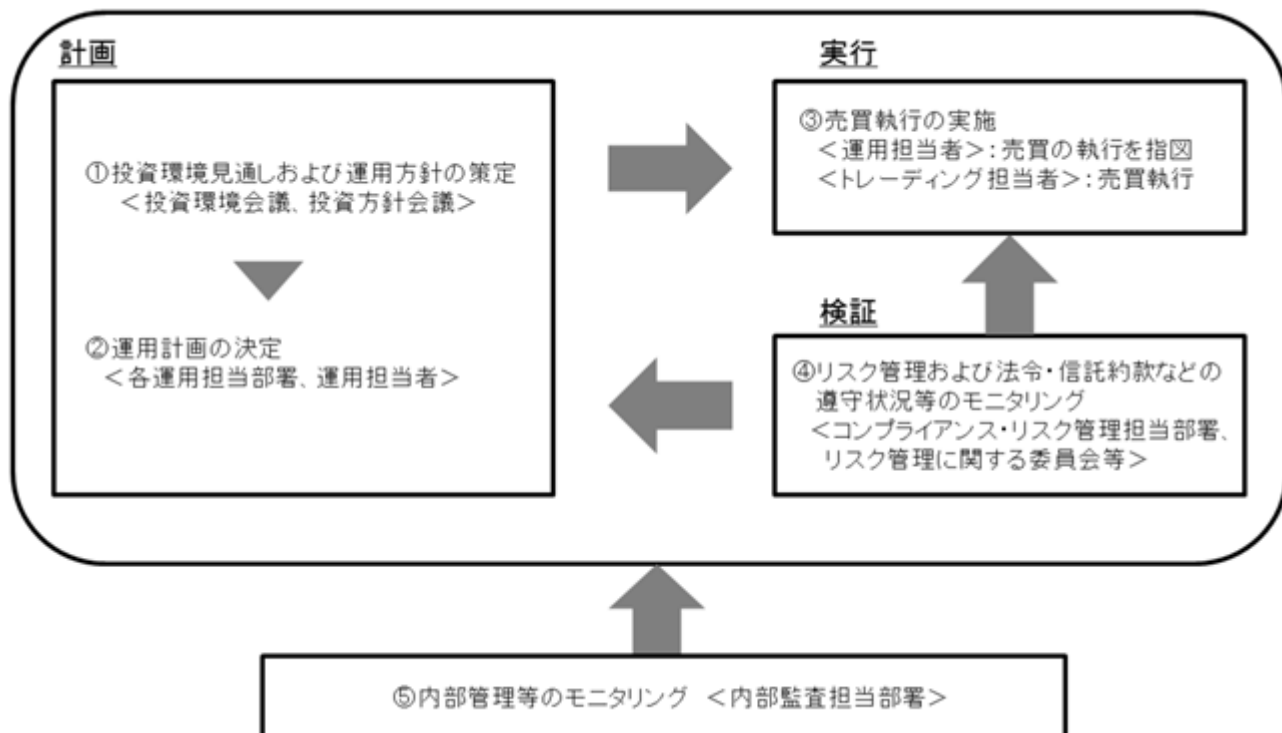 計画
①投資環境見通しおよび運用方針の策定
＜投資環境会議、投資方針会議＞
②運用計画の決定
＜各運用担当部署、運用担当者＞
実行
③売買執行の実施
＜運用担当者＞：売買の執行を指図
＜トレーディング担当者＞：売買執行
検証
④リスク管理および法令・信託約款などの
遵守状況等のモニタリング
＜コンプライアンス・リスク管理担当部署、
リスク管理に関する委員会等＞
⑤内部管理等のモニタリング ＜内部監査担当部署＞